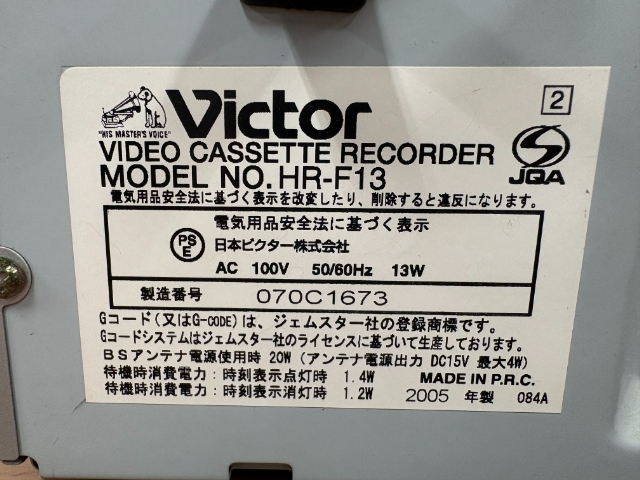 Victor
2
"HIS MASTER'S VOICE"
VIDEO CASSETTE RECORDER
MODEL NO. HR-F13
JQA
電気用品安全法に基づく表示を改変したり、削除すると違反になります。
電気用品安全法に基づく表示
PS
E
日本ビクター株式会社
AC 100V 50/60Hz 13W
製造番号 070C1673
Gコード(又はG-CODE)は、ジェムスター社の登録商標です。
Gコードシステムはジェムスター社のライセンスに基づいて生産しております。
BSアンテナ電源使用時 20W (アンテナ電源出力 DC15V 最大4W)
待機時消費電力:時刻表示点灯時 1.4W MADE IN P.R.C.
待機時消費電力:時刻表示消灯時 1.2W 2005 年製 084A